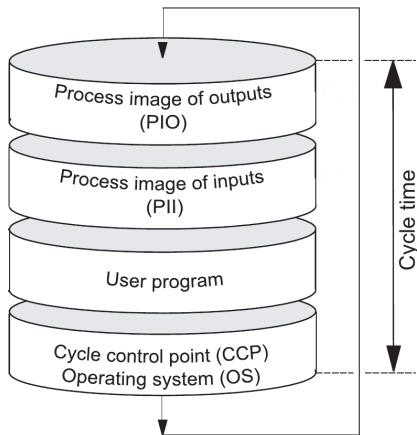 Process image of outputs
(PIO)
Process image of inputs
(PII)
User program
Cycle control point (CCP)
Operating system (OS)
Cycle time